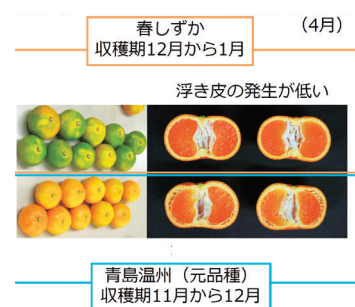 春しずか
収穫期12月から1月
(4月)
浮き皮の発生が低い
青島温州（元品種）
収穫期11月から12月